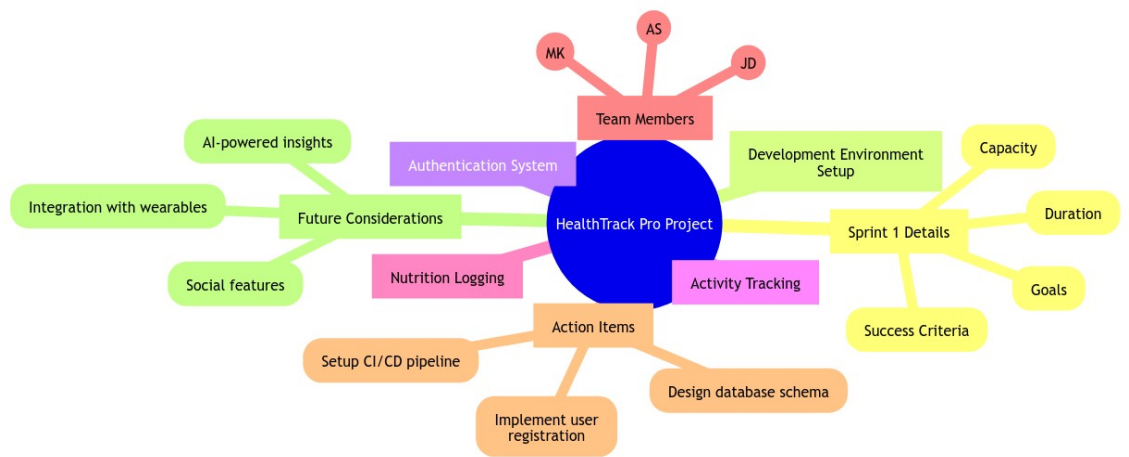 AS
MK
JD
Team Members
AI-powered insights
Authentication System
Development Environment
Setup
Capacity
Integration with wearables
Future Considerations
HealthTrack Pro Project
Sprint 1 Details
Duration
Social features
Nutrition Logging
Activity Tracking
Goals
Action Items
Success Criteria
Setup CI/CD pipeline
Design database schema
Implement user
registration